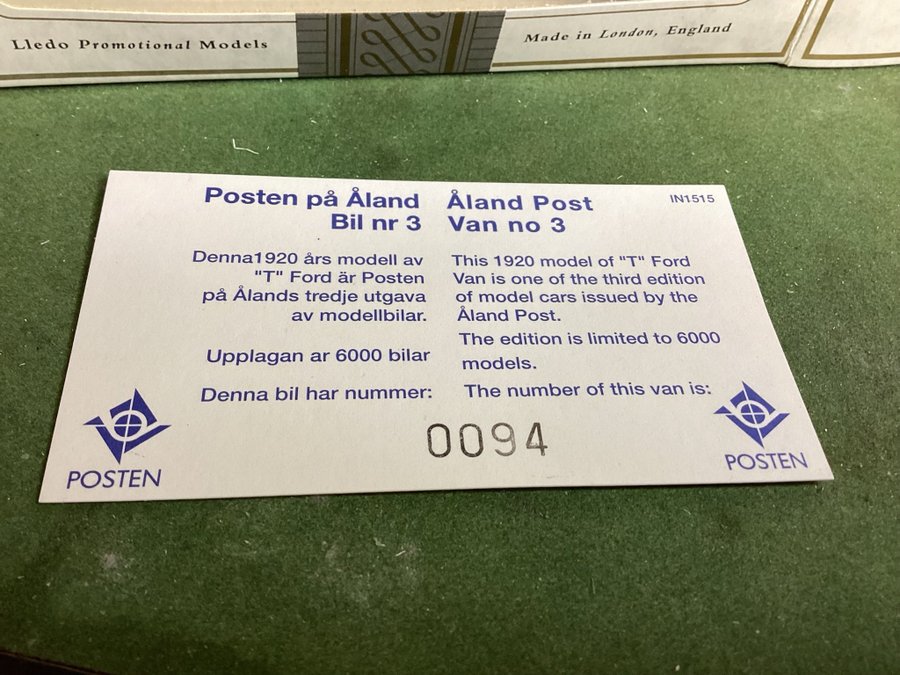 Lledo Promotional Models
Made in London, England
Posten på Åland
Bil nr 3
Denna1920 års modell av
"T" Ford är Posten
på Ålands tredje utgava
av modellbilar.
Upplagan ar 6000 bilar
Denna bil har nummer:
Åland Post
Van no 3
IN1515
This 1920 model of "T" Ford
Van is one of the third edition
of model cars issued by the
Åland Post.
The edition is limited to 6000
models.
The number of this van is:
0094
POSTEN
POSTEN